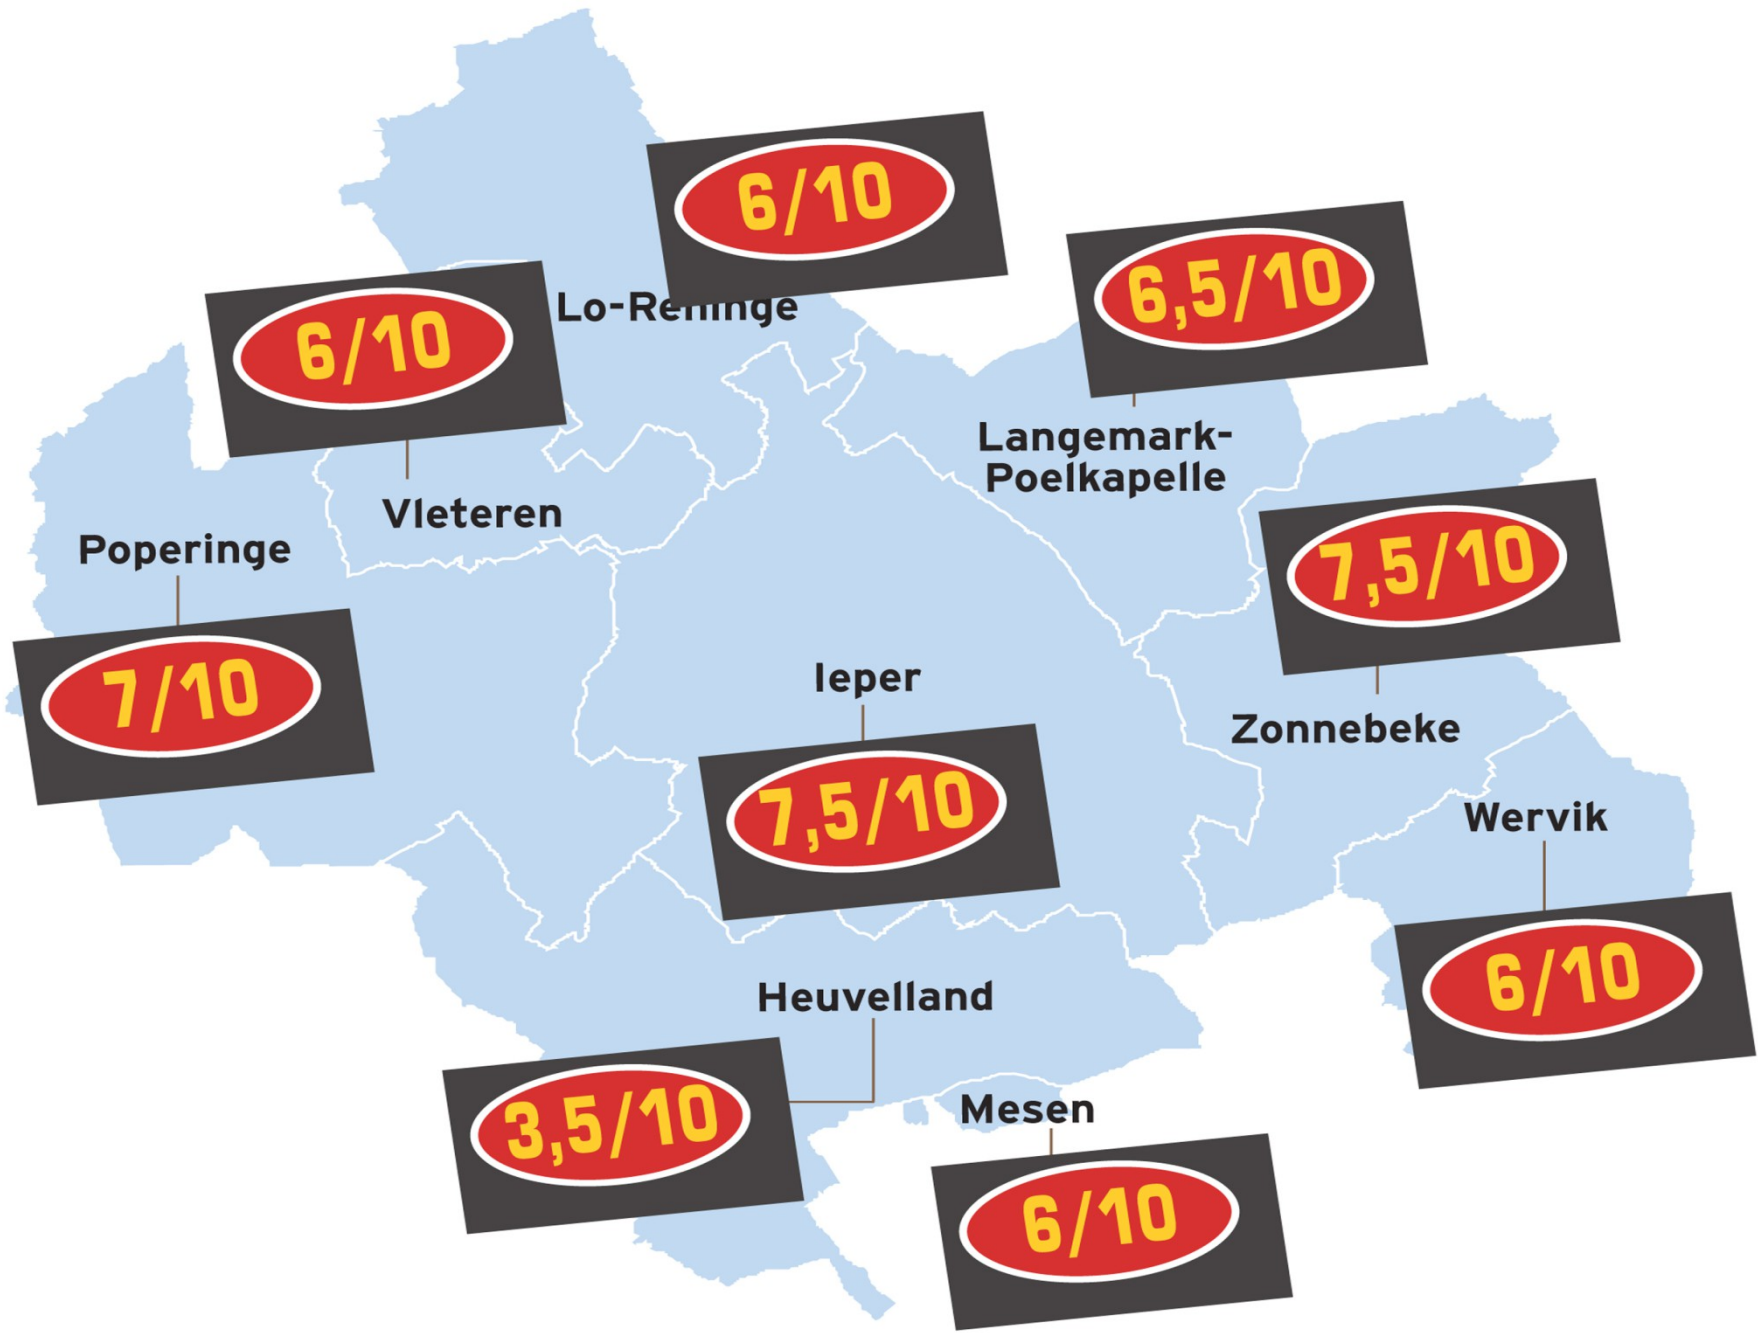 6/10
6,5/10
6/10
Lo-Reninge
Langemark-
Poelkapelle
Vleteren
Poperinge
7,5/10
7/10
Ieper
Zonnebeke
7,5/10
Wervik
6/10
Heuvelland
3,5/10
Mesen
6/10